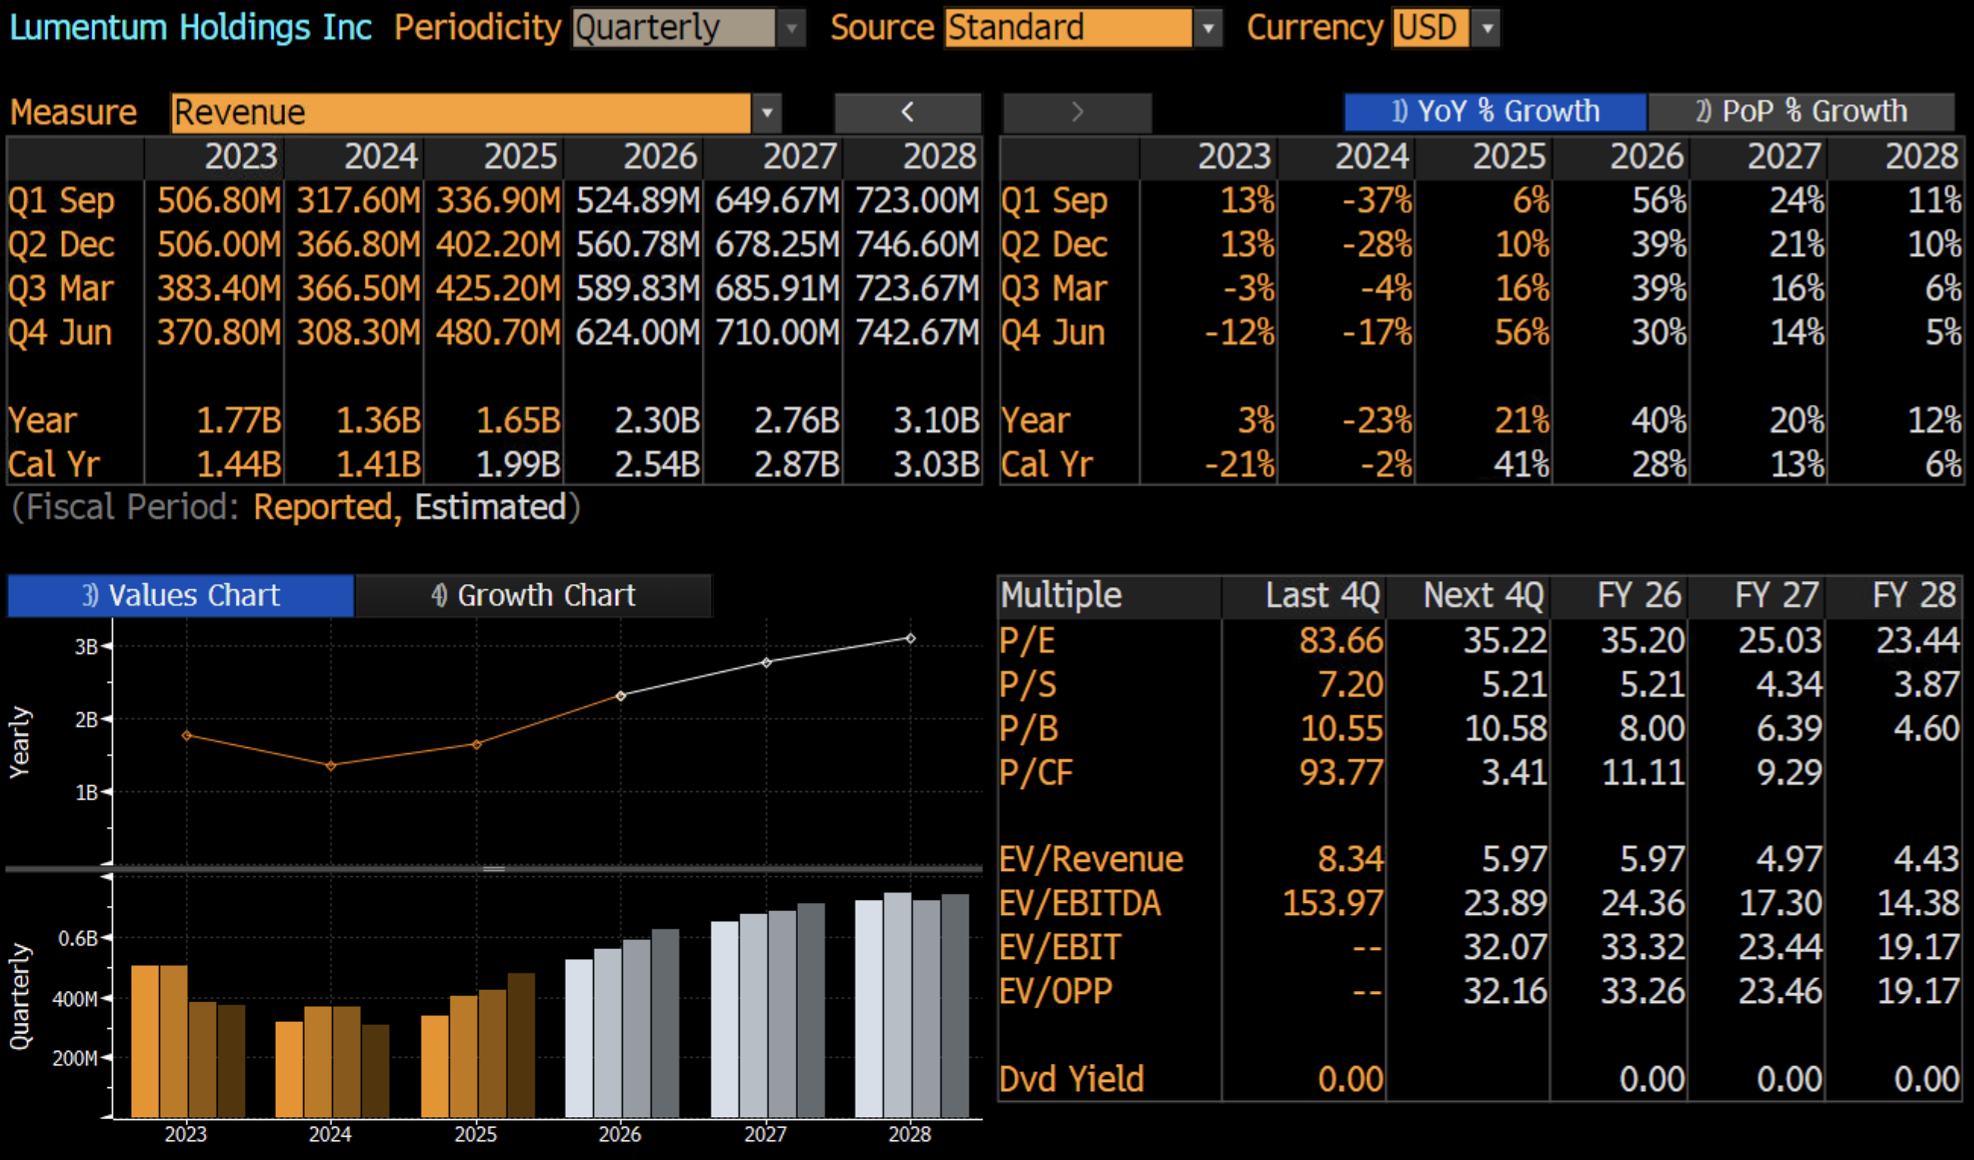 Lumentum Holdings Inc Periodicity Quarterly Source Standard Currency USD
Measure Revenue < > 1) YoY % Growth 2) PoP % Growth
2023 2024 2025 2026 2027 2028
Q1 Sep 506.80M 317.60M 336.90M 524.89M 649.67M 723.00M
Q2 Dec 506.00M 366.80M 402.20M 560.78M 678.25M 746.60M
Q3 Mar 383.40M 366.50M 425.20M 589.83M 685.91M 723.67M
Q4 Jun 370.80M 308.30M 480.70M 624.00M 710.00M 742.67M
Year 1.77B 1.36B 1.65B 2.30B 2.76B 3.10B
Cal Yr 1.44B 1.41B 1.99B 2.54B 2.87B 3.03B
(Fiscal Period: Reported, Estimated)
2023 2024 2025 2026 2027 2028
Q1 Sep 13% -37% 6% 56% 24% 11%
Q2 Dec 13% -28% 10% 39% 21% 10%
Q3 Mar -3% -4% 16% 39% 16% 6%
Q4 Jun -12% -17% 56% 30% 14% 5%
Year 3% -23% 21% 40% 20% 12%
Cal Yr -21% -2% 41% 28% 13% 6%
3) Values Chart 4) Growth Chart
Yearly
3B
2B
1B
Quarterly
0.6B
400M
200M
2023 2024 2025 2026 2027 2028
Multiple Last 4Q Next 4Q FY 26 FY 27 FY 28
P/E 83.66 35.22 35.20 25.03 23.44
P/S 7.20 5.21 5.21 4.34 3.87
P/B 10.55 10.58 8.00 6.39 4.60
P/CF 93.77 3.41 11.11 9.29
EV/Revenue 8.34 5.97 5.97 4.97 4.43
EV/EBITDA 153.97 23.89 24.36 17.30 14.38
EV/EBIT -- 32.07 33.32 23.44 19.17
EV/OPP -- 32.16 33.26 23.46 19.17
Dvd Yield 0.00 0.00 0.00 0.00